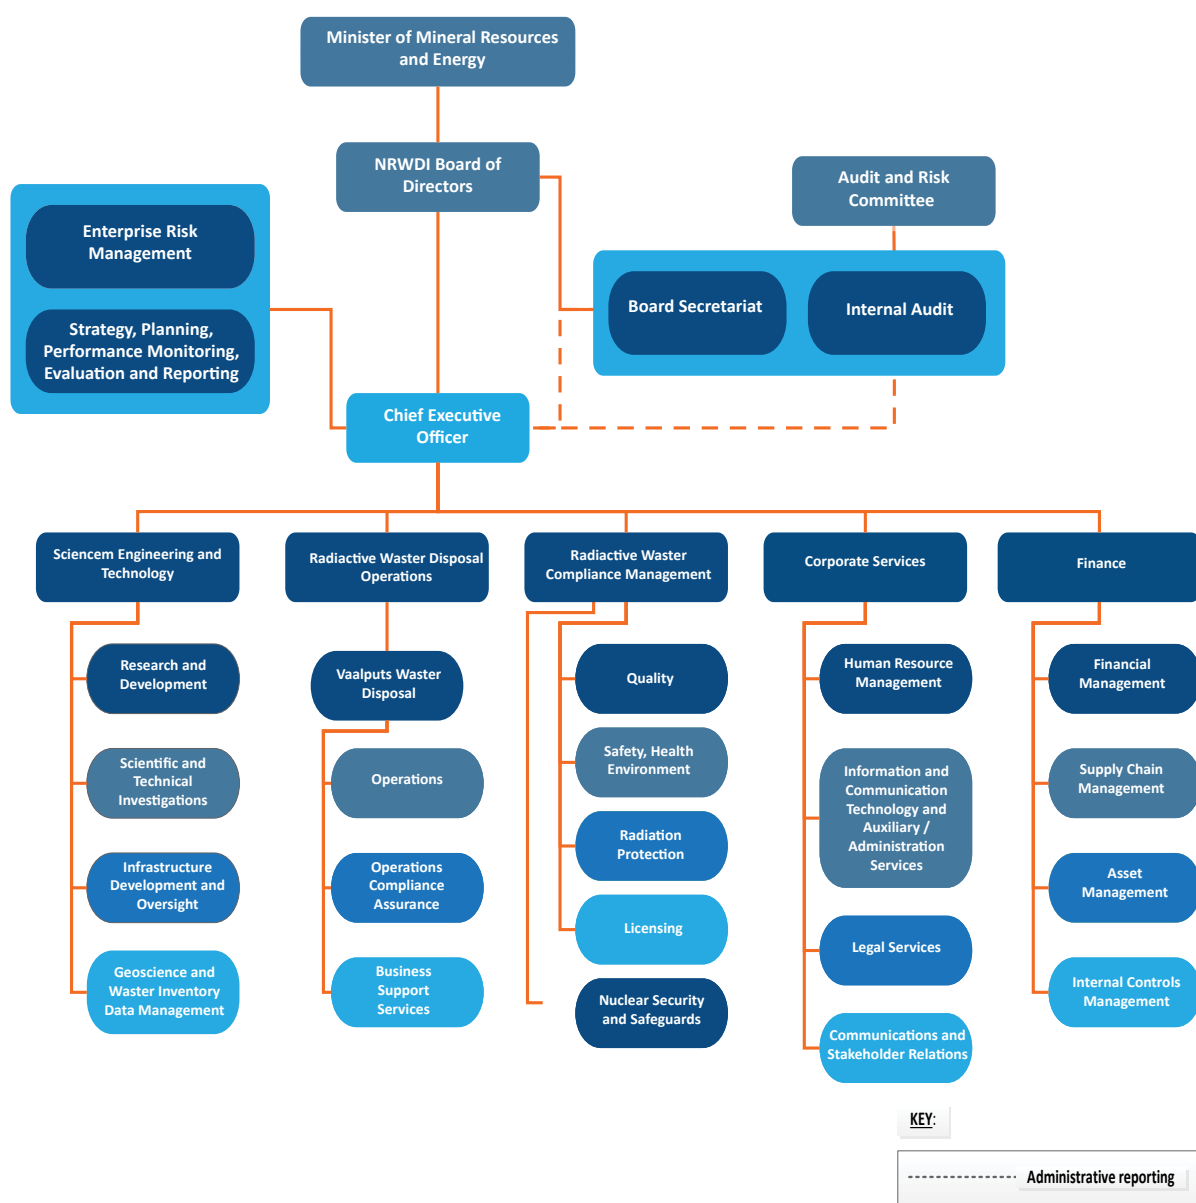 Minister of Mineral Resources
and Energy
NRWDI Board of
Directors
Audit and Risk
Committee
Enterprise Risk
Management
Strategy, Planning,
Performance Monitoring,
Evaluation and Reporting
Board Secretariat
Internal Audit
Chief Executive
Officer
Sciencem Engineering and
Technology
Radiactive Waster Disposal
Operations
Radiactive Waster
Compliance Management
Corporate Services
Finance
Research and
Development
Scientific and
Technical
Investigations
Infrastructure
Development and
Oversight
Geoscience and
Waster Inventory
Data Management
Vaalputs Waster
Disposal
Operations
Operations
Compliance
Assurance
Business
Support
Services
Quality
Safety, Health
Environment
Radiation
Protection
Licensing
Nuclear Security
and Safeguards
Human Resource
Management
Information and
Communication
Technology and
Auxiliary /
Administration
Services
Legal Services
Communications and
Stakeholder Relations
Financial
Management
Supply Chain
Management
Asset
Management
Internal Controls
Management
KEY:
Administrative reporting